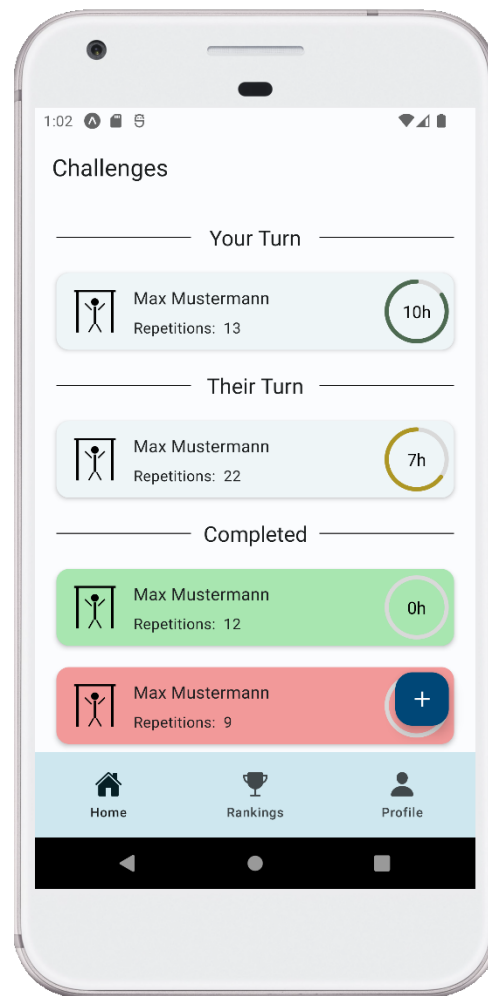 1:02
Challenges
Your Turn
Max Mustermann
Repetitions: 13
10h
Their Turn
Max Mustermann
Repetitions: 22
7h
Completed
Max Mustermann
Repetitions: 12
0h
Max Mustermann
Repetitions: 9
+
Home Rankings Profile